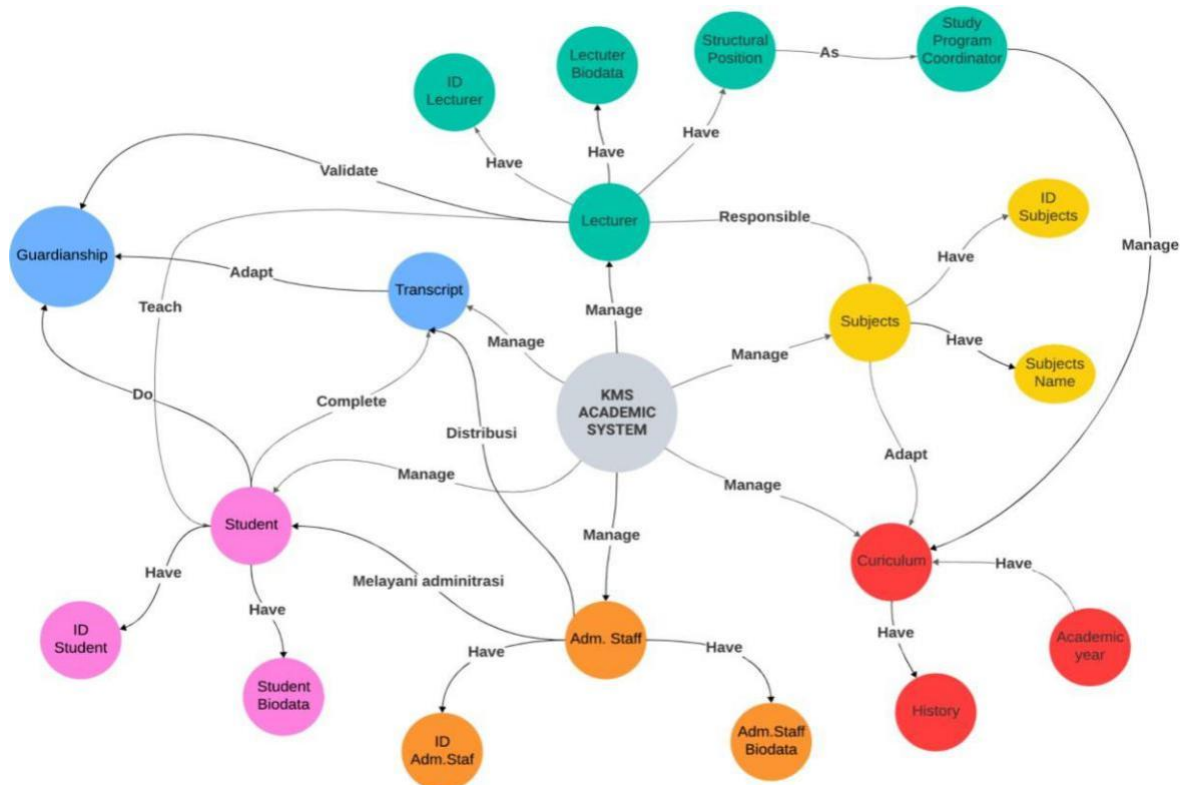 Study
Program
Coordinator
Structural
Position
As
Lectuter
Biodata
ID
Lecturer
Have
Have
Have
Validate
Lecturer
Responsible
ID
Subjects
Manage
Guardianship
Adapt
Transcript
Have
Teach
Manage
Manage
Subjects
Have
Manage
Subjects
Name
KMS
ACADEMIC
SYSTEM
Do
Complete
Distribusi
Adapt
Manage
Manage
Student
Manage
Curiculum
Have
Have
Melayani adminitrasi
Have
ID
Student
Adm. Staff
Have
Academic
year
Have
Have
Student
Biodata
History
ID
Adm.Staf
Adm.Staff
Biodata